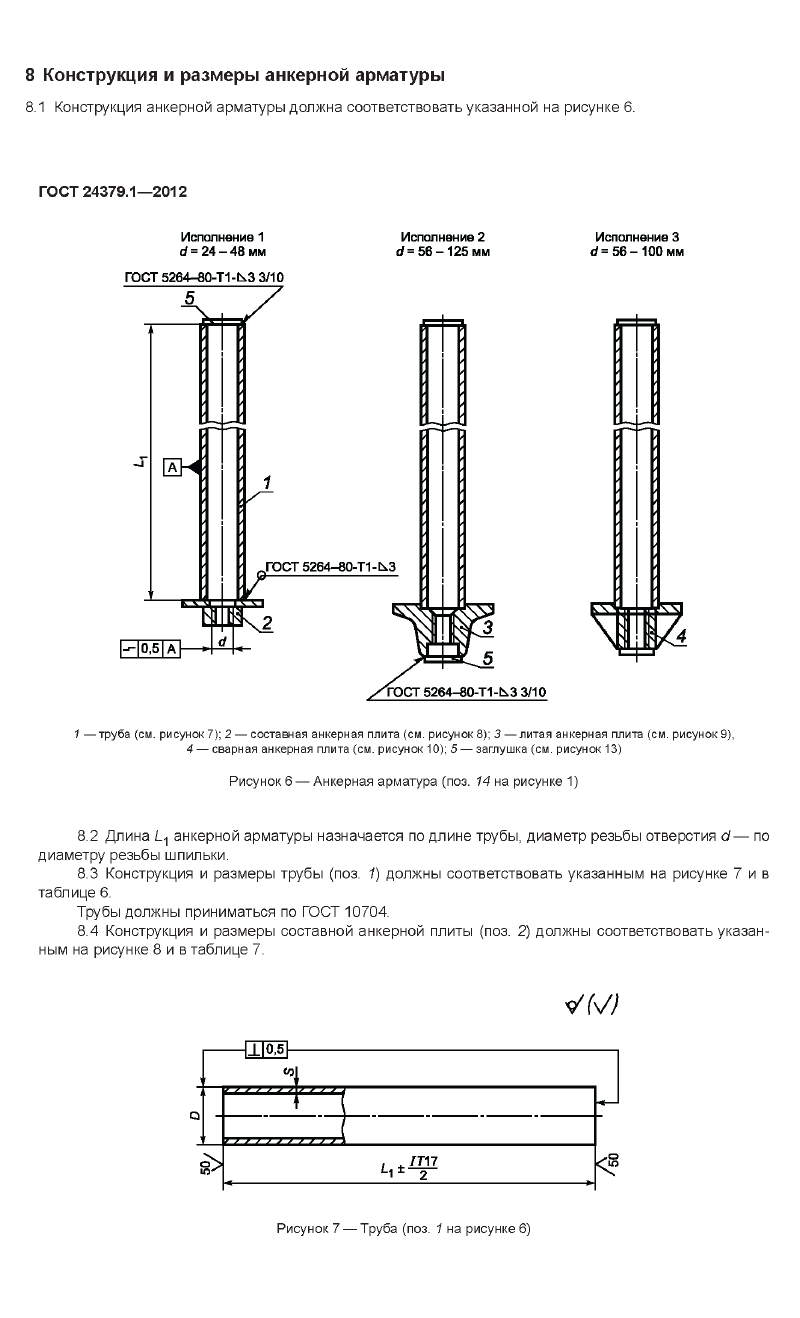 8 Конструкция и размеры анкерной арматуры
8.1 Конструкция анкерной арматуры должна соответствовать указанной на рисунке 6.
ГОСТ 24379.1—2012
Исполнение 1
d = 24 – 48 мм
Исполнение 2
d = 56 – 125 мм
Исполнение 3
d = 56 – 100 мм
ГОСТ 5264–80-Т1-⊿3 3/10
5
L1
А
1
ГОСТ 5264–80-Т1-⊿3
2
3
4
0,5 А
d
5
ГОСТ 5264–80-Т1-⊿3 3/10
1 — труба (см. рисунок 7); 2 — составная анкерная плита (см. рисунок 8); 3 — литая анкерная плита (см. рисунок 9),
4 — сварная анкерная плита (см. рисунок 10); 5 — заглушка (см. рисунок 13)
Рисунок 6 — Анкерная арматура (поз. 14 на рисунке 1)
8.2 Длина L1 анкерной арматуры назначается по длине трубы, диаметр резьбы отверстия d — по
диаметру резьбы шпильки.
8.3 Конструкция и размеры трубы (поз. 1) должны соответствовать указанным на рисунке 7 и в
таблице 6.
Трубы должны приниматься по ГОСТ 10704.
8.4 Конструкция и размеры составной анкерной плиты (поз. 2) должны соответствовать указан-
ным на рисунке 8 и в таблице 7.
⊥ 0,5
S
D
50
L1 ± IT17/2
50
Рисунок 7 — Труба (поз. 1 на рисунке 6)